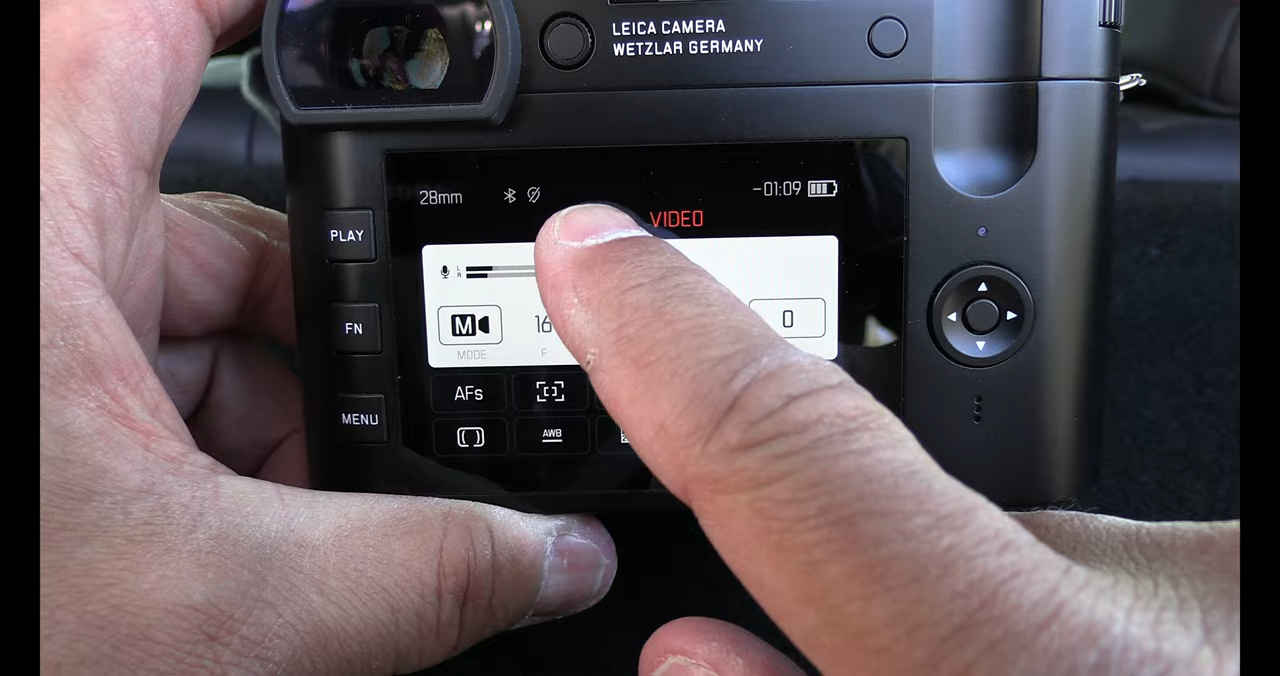 LEICA CAMERA
WETZLAR GERMANY
28mm
-01:09
VIDEO
PLAY
L
R
FN
M
16
0
MODE
F
AFs
MENU
AWB